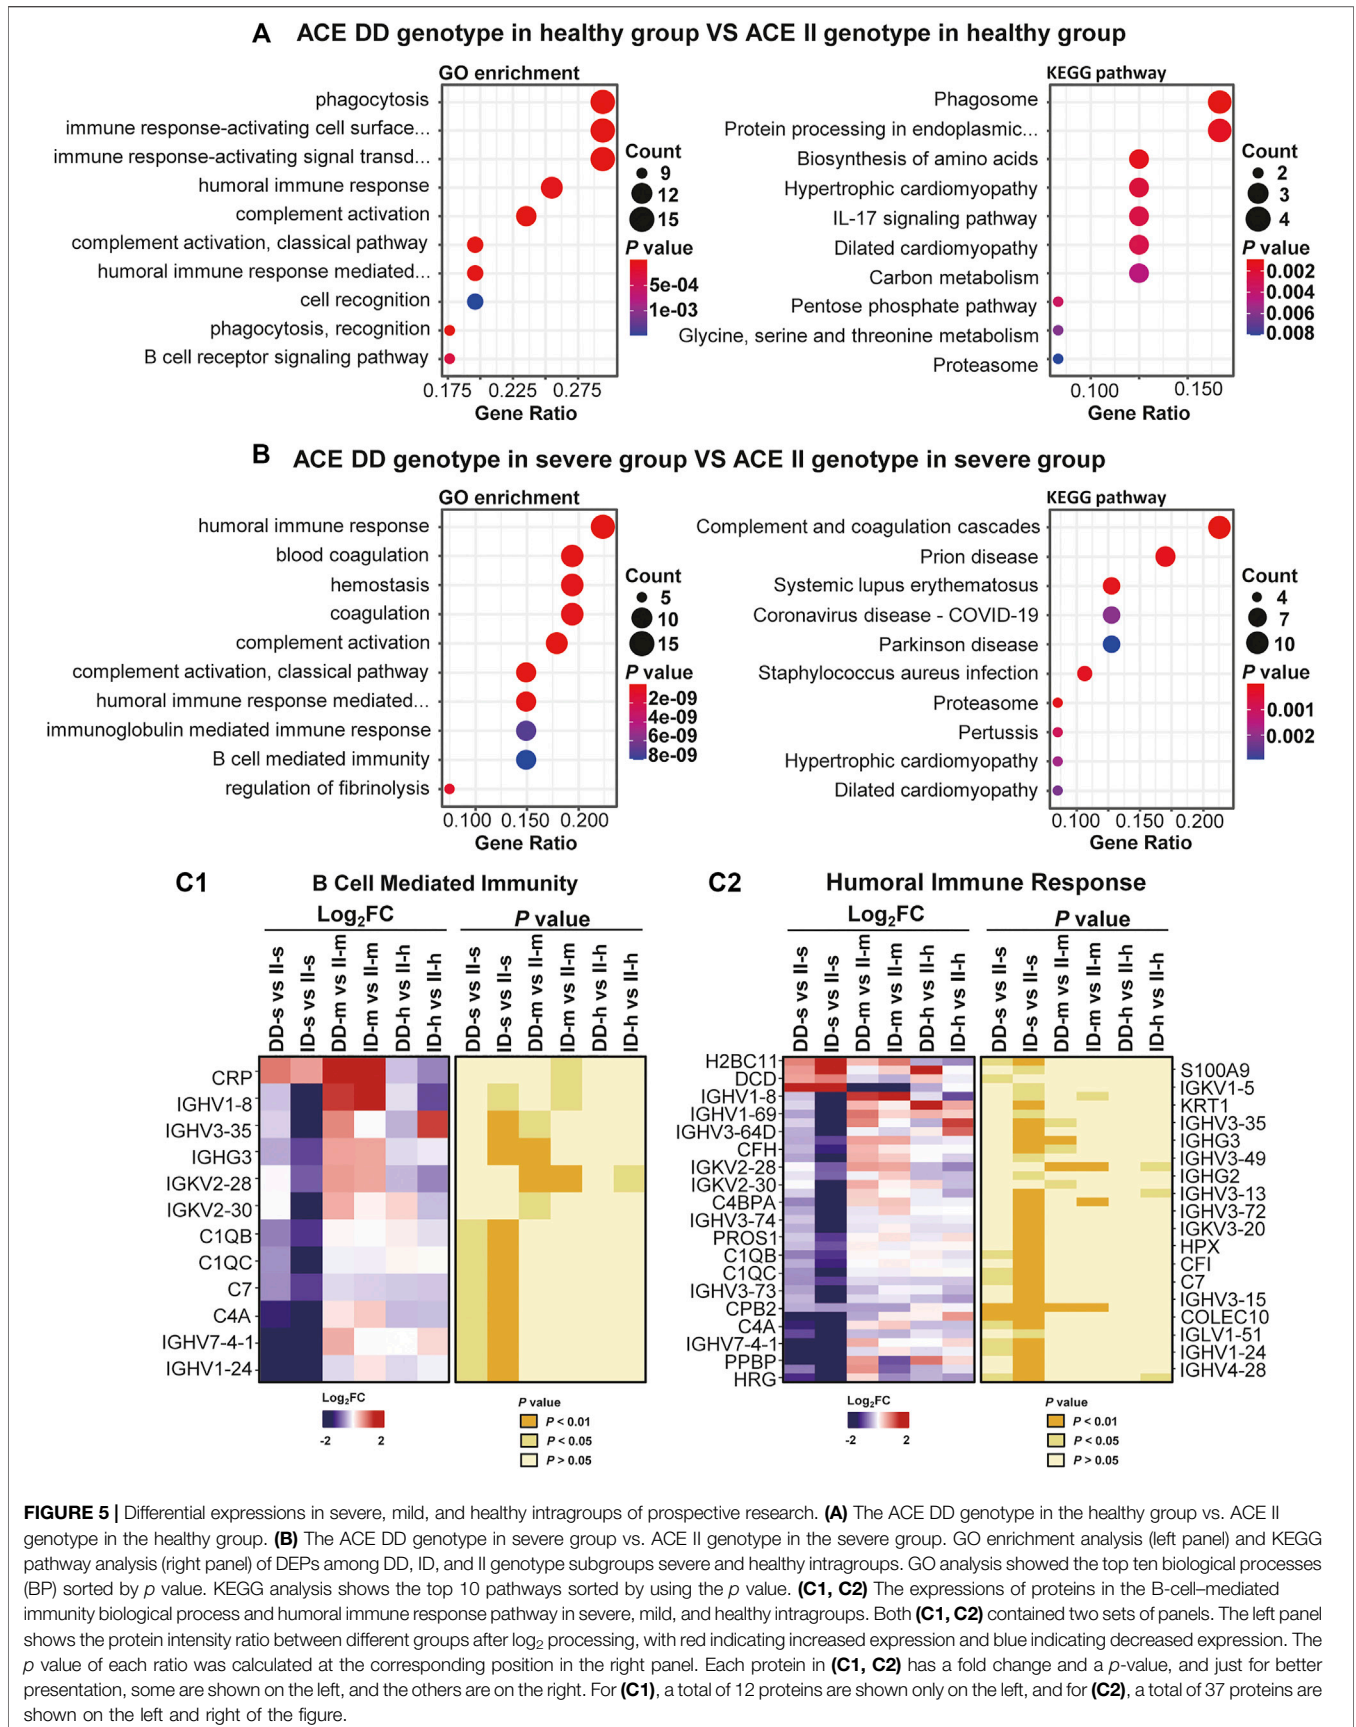 A ACE DD genotype in healthy group VS ACE II genotype in healthy group
GO enrichment
phagocytosis
immune response-activating cell surface...
immune response-activating signal transd...
humoral immune response
complement activation
complement activation, classical pathway
humoral immune response mediated...
cell recognition
phagocytosis, recognition
B cell receptor signaling pathway
0.175 0.225 0.275
Gene Ratio
Count
9
12
15
P value
5e-04
1e-03
KEGG pathway
Phagosome
Protein processing in endoplasmic...
Biosynthesis of amino acids
Hypertrophic cardiomyopathy
IL-17 signaling pathway
Dilated cardiomyopathy
Carbon metabolism
Pentose phosphate pathway
Glycine, serine and threonine metabolism
Proteasome
0.100 0.150
Gene Ratio
Count
2
3
4
P value
0.002
0.004
0.006
0.008
B ACE DD genotype in severe group VS ACE II genotype in severe group
GO enrichment
humoral immune response
blood coagulation
hemostasis
coagulation
complement activation
complement activation, classical pathway
humoral immune response mediated...
immunoglobulin mediated immune response
B cell mediated immunity
regulation of fibrinolysis
0.100 0.150 0.200
Gene Ratio
Count
5
10
15
P value
2e-09
4e-09
6e-09
8e-09
KEGG pathway
Complement and coagulation cascades
Prion disease
Systemic lupus erythematosus
Coronavirus disease - COVID-19
Parkinson disease
Staphylococcus aureus infection
Proteasome
Pertussis
Hypertrophic cardiomyopathy
Dilated cardiomyopathy
0.100 0.150 0.200
Gene Ratio
Count
4
7
10
P value
0.001
0.002
C1 B Cell Mediated Immunity
Log2FC P value
DD-s vs II-s
ID-s vs II-s
DD-m vs II-m
ID-m vs II-m
DD-h vs II-h
ID-h vs II-h
DD-s vs II-s
ID-s vs II-s
DD-m vs II-m
ID-m vs II-m
DD-h vs II-h
ID-h vs II-h
CRP
IGHV1-8
IGHV3-35
IGHG3
IGKV2-28
IGKV2-30
C1QB
C1QC
C7
C4A
IGHV7-4-1
IGHV1-24
Log2FC
-2 2
P value
P < 0.01
P < 0.05
P > 0.05
C2 Humoral Immune Response
Log2FC P value
DD-s vs II-s
ID-s vs II-s
DD-m vs II-m
ID-m vs II-m
DD-h vs II-h
ID-h vs II-h
DD-s vs II-s
ID-s vs II-s
DD-m vs II-m
ID-m vs II-m
DD-h vs II-h
ID-h vs II-h
H2BC11
DCD
IGHV1-8
IGHV1-69
IGHV3-64D
CFH
IGKV2-28
IGKV2-30
C4BPA
IGHV3-74
PROS1
C1QB
C1QC
IGHV3-73
CPB2
C4A
IGHV7-4-1
PPBP
HRG
S100A9
IGKV1-5
KRT1
IGHV3-35
IGHG3
IGHV3-49
IGHG2
IGHV3-13
IGHV3-72
IGKV3-20
HPX
CFI
C7
IGHV3-15
COLEC10
IGLV1-51
IGHV1-24
IGHV4-28
Log2FC
-2 2
P value
P < 0.01
P < 0.05
P > 0.05
FIGURE 5 | Differential expressions in severe, mild, and healthy intragroups of prospective research. (A) The ACE DD genotype in the healthy group vs. ACE II
genotype in the healthy group. (B) The ACE DD genotype in severe group vs. ACE II genotype in the severe group. GO enrichment analysis (left panel) and KEGG
pathway analysis (right panel) of DEPs among DD, ID, and II genotype subgroups severe and healthy intragroups. GO analysis showed the top ten biological processes
(BP) sorted by p value. KEGG analysis shows the top 10 pathways sorted by using the p value. (C1, C2) The expressions of proteins in the B-cell–mediated
immunity biological process and humoral immune response pathway in severe, mild, and healthy intragroups. Both (C1, C2) contained two sets of panels. The left panel
shows the protein intensity ratio between different groups after log2 processing, with red indicating increased expression and blue indicating decreased expression. The
p value of each ratio was calculated at the corresponding position in the right panel. Each protein in (C1, C2) has a fold change and a p-value, and just for better
presentation, some are shown on the left, and the others are on the right. For (C1), a total of 12 proteins are shown only on the left, and for (C2), a total of 37 proteins are
shown on the left and right of the figure.